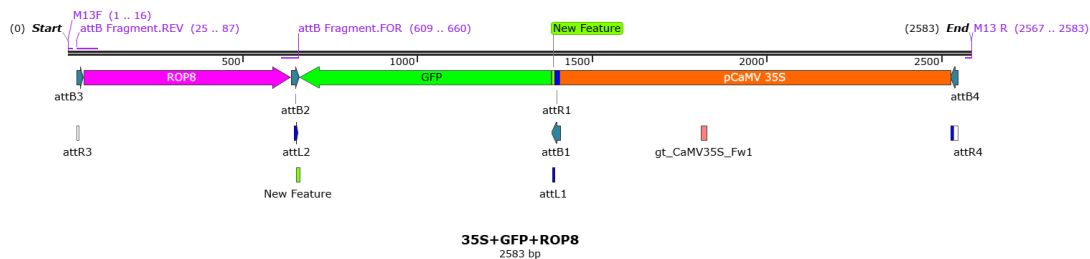 M13F (1 .. 16)
(0) Start attB Fragment.REV (25 .. 87) attB Fragment.FOR (609 .. 660) New Feature (2583) End M13 R (2567 .. 2583)
500 1000 1500 2000 2500
ROP8 GFP pCaMV 35S
attB3 attB2 attR1 attB4
attR3 attL2 attB1 gt_CaMV35S_Fw1 attR4
New Feature attL1
35S+GFP+ROP8
2583 bp